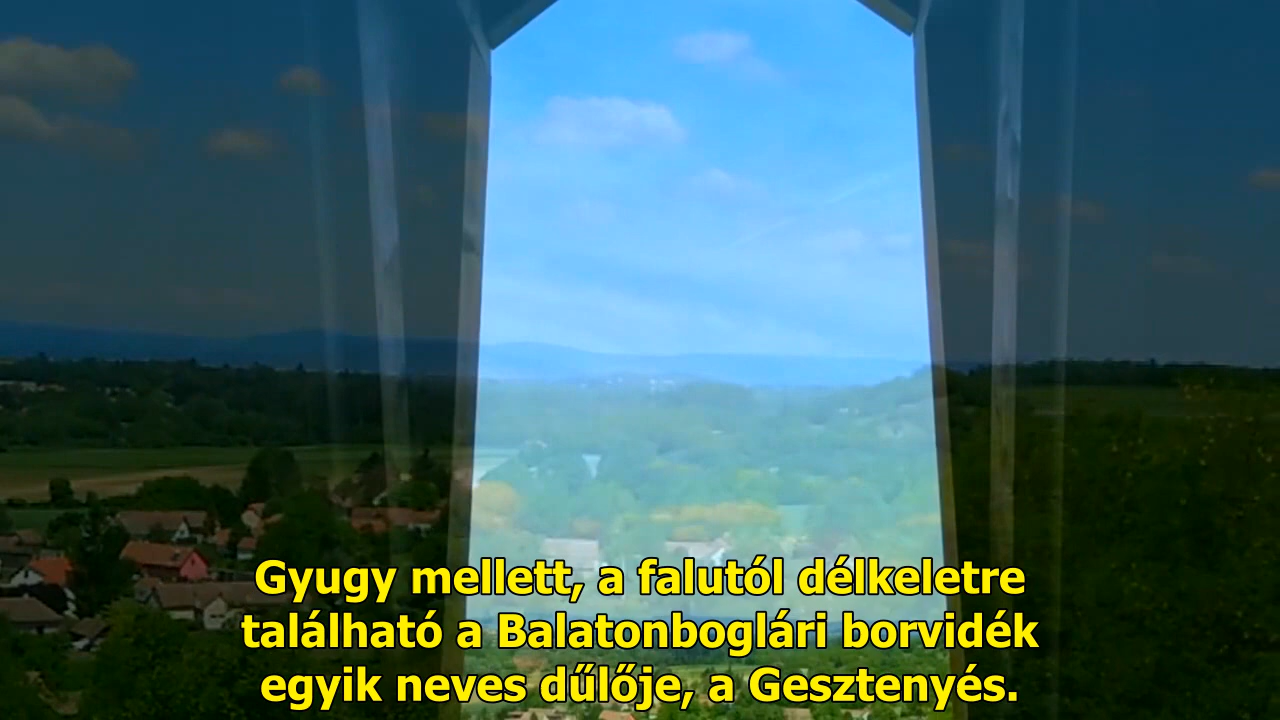 Gyugy mellett, a falutól délkeletre
található a Balatonboglári borvidék
egyik neves dűlője, a Gesztenyés.